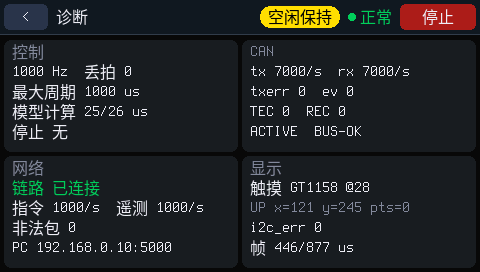 诊断 空闲保持 正常 停止
控制
1000 Hz 丢拍 0
最大周期 1000 us
模型计算 25/26 us
停止 无
CAN
tx 7000/s rx 7000/s
txerr 0 ev 0
TEC 0 REC 0
ACTIVE BUS-OK
网络
链路 已连接
指令 1000/s 遥测 1000/s
非法包 0
PC 192.168.0.10:5000
显示
触摸 GT1158 @28
UP x=121 y=245 pts=0
i2c_err 0
帧 446/877 us